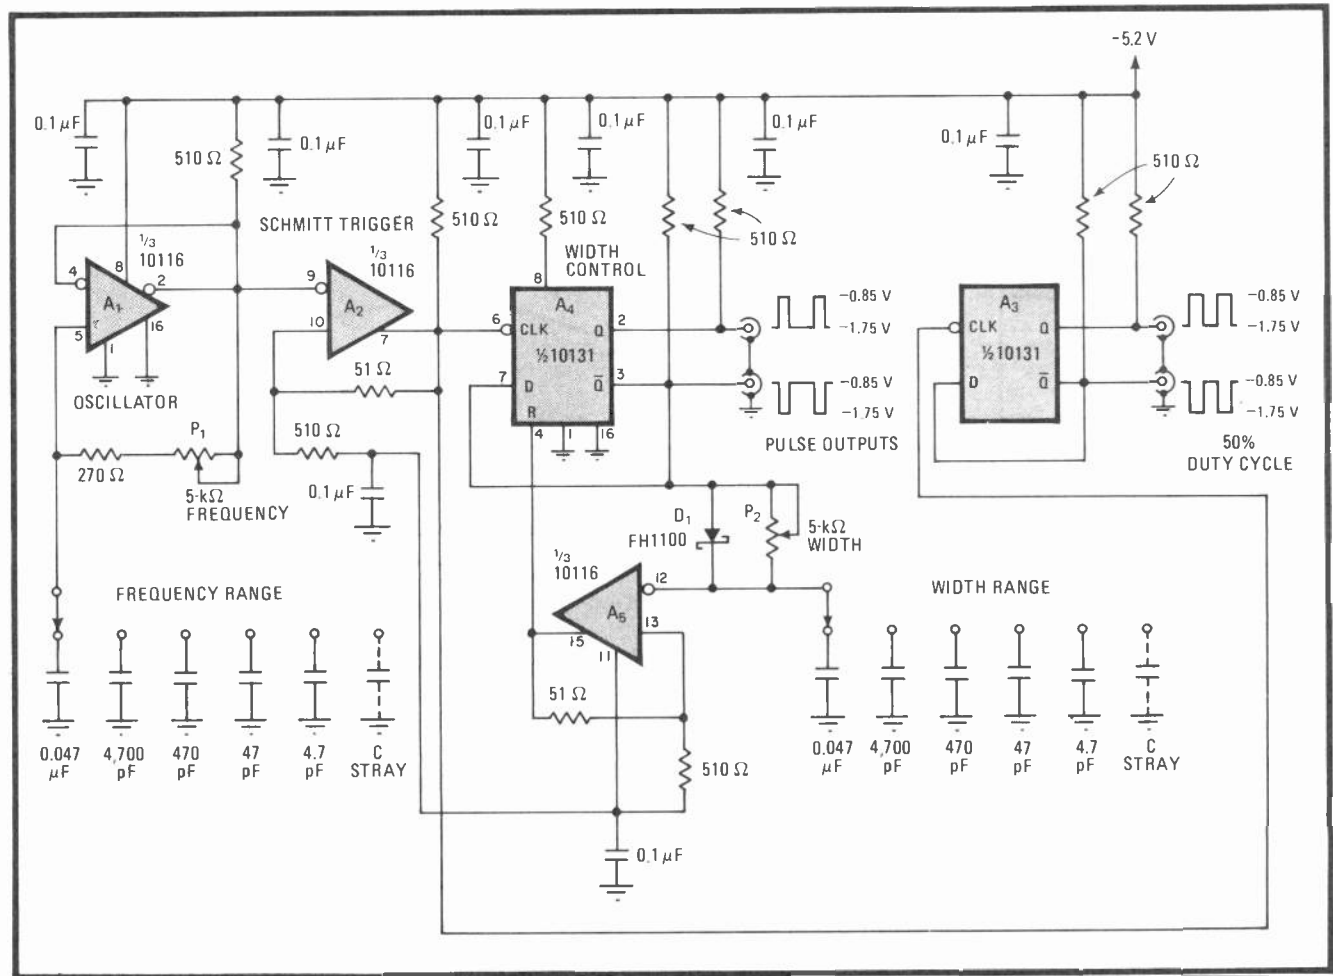 −5.2 V
0.1 µF
510 Ω
0.1 µF
0.1 µF
0.1 µF
0.1 µF
0.1 µF
510 Ω
SCHMITT TRIGGER
510 Ω
510 Ω
510 Ω
1/3
10116
4
8
2
A1
5
1
16
OSCILLATOR
1/3
10116
9
A2
10
7
WIDTH
CONTROL
8
A4
6
CLK
Q
2
½10131
7
D
Q̄
3
R
4
1
16
−0.85 V
−1.75 V
−0.85 V
−1.75 V
PULSE OUTPUTS
A3
CLK
Q
½10131
D
Q̄
−0.85 V
−1.75 V
−0.85 V
−1.75 V
50%
DUTY CYCLE
51 Ω
510 Ω
P1
270 Ω
5-kΩ
FREQUENCY
0.1 µF
D1
FH1100
P2
5-kΩ
WIDTH
1/3
10116
12
A5
13
15
11
FREQUENCY RANGE
WIDTH RANGE
51 Ω
510 Ω
0.1 µF
0.047
µF
4,700
pF
470
pF
47
pF
4.7
pF
C
STRAY
0.047
µF
4,700
pF
470
pF
47
pF
4.7
pF
C
STRAY